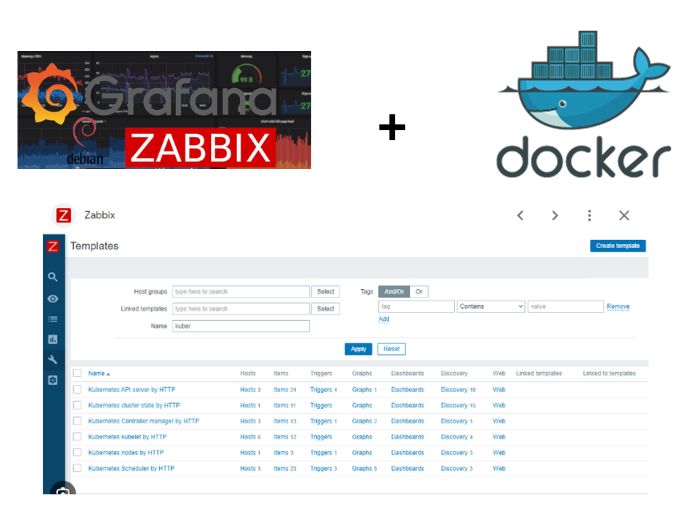 Grafana
debian
ZABBIX
+
docker
Z Zabbix
Z Templates Create template
Host groups type here to search Select Tags And/Or Or
Linked templates type here to search Select tag Contains value Remove
Name kuber Add
Apply Reset
Name Hosts Items Triggers Graphs Dashboards Discovery Web Linked templates Linked to templates
Kubernetes API server by HTTP Hosts 3 Items 24 Triggers 4 Graphs 1 Dashboards Discovery 10 Web
Kubernetes cluster state by HTTP Hosts 1 Items 11 Triggers Graphs Dashboards Discovery 15 Web
Kubernetes Controller manager by HTTP Hosts 3 Items 13 Triggers 1 Graphs 2 Dashboards Discovery 1 Web
Kubernetes kubelet by HTTP Hosts 6 Items 12 Triggers Graphs Dashboards Discovery 4 Web
Kubernetes nodes by HTTP Hosts 1 Items 3 Triggers 1 Graphs Dashboards Discovery 3 Web
Kubernetes Scheduler by HTTP Hosts 3 Items 23 Triggers 3 Graphs 5 Dashboards Discovery 3 Web